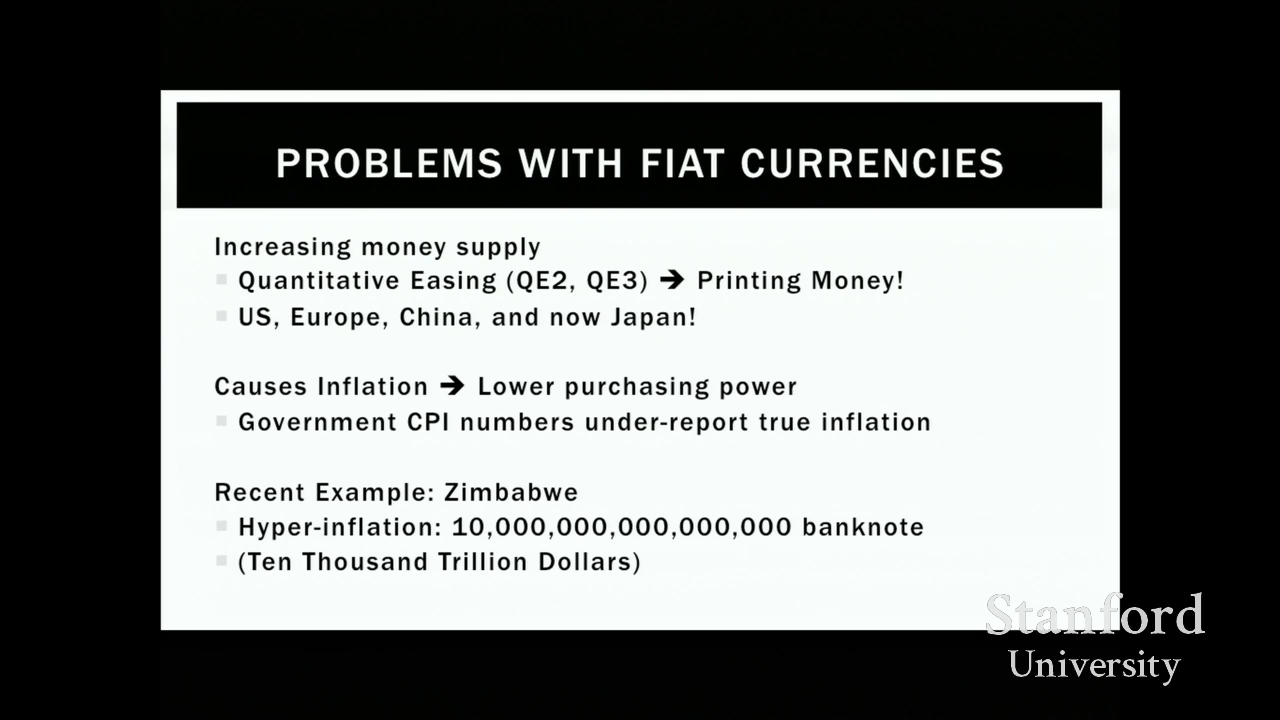 PROBLEMS WITH FIAT CURRENCIES
Increasing money supply
Quantitative Easing (QE2, QE3) → Printing Money!
US, Europe, China, and now Japan!
Causes Inflation → Lower purchasing power
Government CPI numbers under-report true inflation
Recent Example: Zimbabwe
Hyper-inflation: 10,000,000,000,000,000 banknote
(Ten Thousand Trillion Dollars)
Stanford
University